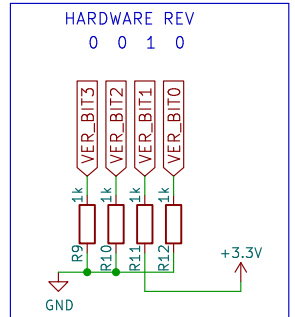 HARDWARE REV
0 0 1 0
VER_BIT3 VER_BIT2 VER_BIT1 VER_BIT0
1k 1k 1k 1k
R9 R10 R11 R12
+3.3V
GND